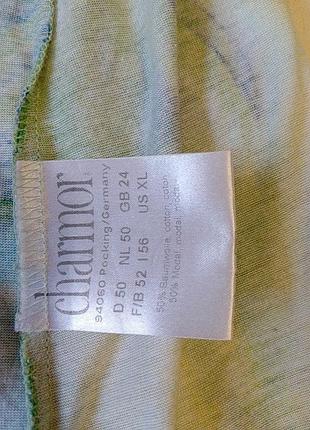 charmor
94060 Pocking/Germany
D 50 NL 50 GB 24
F/B 52 I 56 US XL
50% Baumwolle, cotton, coton
50% Modal, modal, modal